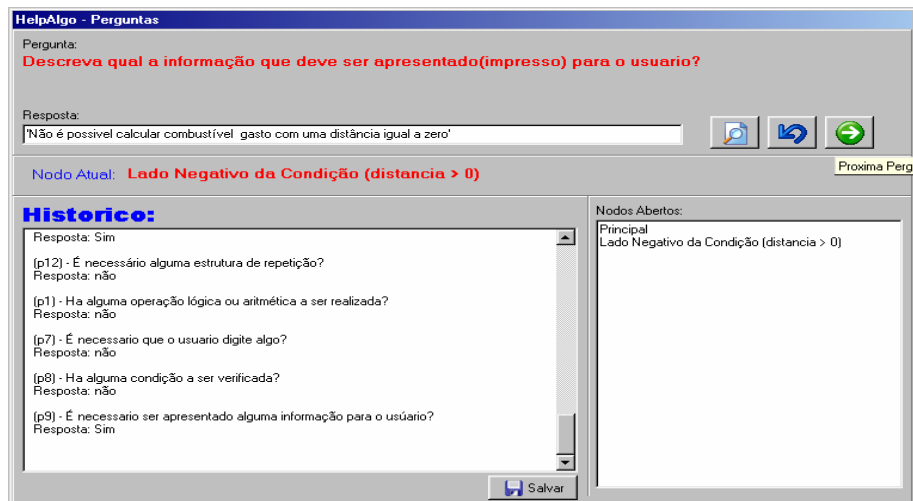 HelpAlgo - Perguntas
Pergunta:
Descreva qual a informação que deve ser apresentado(impresso) para o usuario?
Resposta:
'Não é possivel calcular combustível  gasto com uma distância igual a zero'
Proxima Perg
Nodo Atual: Lado Negativo da Condição (distancia > 0)
Historico:
Resposta: Sim
(p12) - É necessário alguma estrutura de repetição?
Resposta: não
(p1) - Ha alguma operação lógica ou aritmética a ser realizada?
Resposta: não
(p7) - É necessario que o usuario digite algo?
Resposta: não
(p8) - Ha alguma condição a ser verificada?
Resposta: não
(p9) - É necessario ser apresentado alguma informação para o usúario?
Resposta: Sim
Salvar
Nodos Abertos:
Principal
Lado Negativo da Condição (distancia > 0)